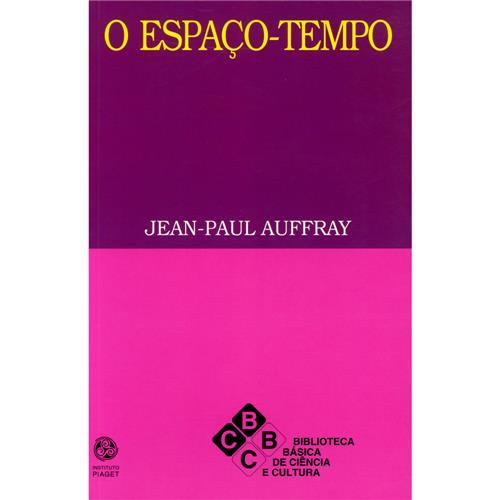 O ESPAÇO-TEMPO
JEAN-PAUL AUFFRAY
B
C B
C
BIBLIOTECA
BÁSICA
DE CIÊNCIA
E CULTURA
INSTITUTO
PIAGET